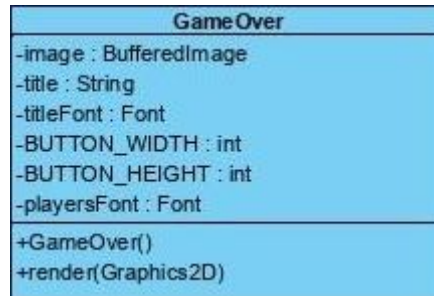 GameOver
-image : BufferedImage
-title : String
-titleFont : Font
-BUTTON_WIDTH : int
-BUTTON_HEIGHT : int
-playersFont : Font
+GameOver()
+render(Graphics2D)